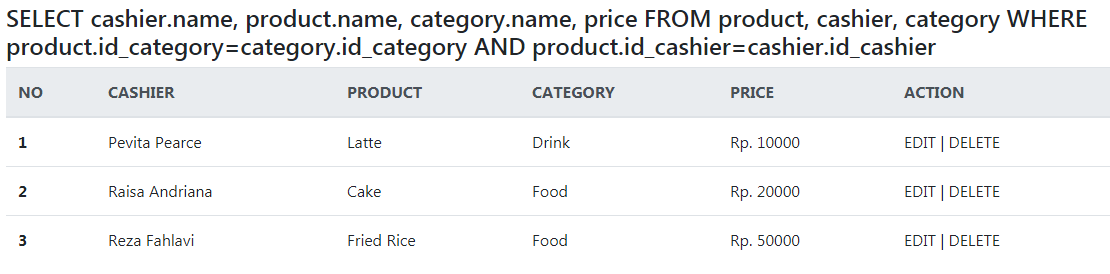 SELECT cashier.name, product.name, category.name, price FROM product, cashier, category WHERE
product.id_category=category.id_category AND product.id_cashier=cashier.id_cashier
NO CASHIER PRODUCT CATEGORY PRICE ACTION
1 Pevita Pearce Latte Drink Rp. 10000 EDIT | DELETE
2 Raisa Andriana Cake Food Rp. 20000 EDIT | DELETE
3 Reza Fahlavi Fried Rice Food Rp. 50000 EDIT | DELETE